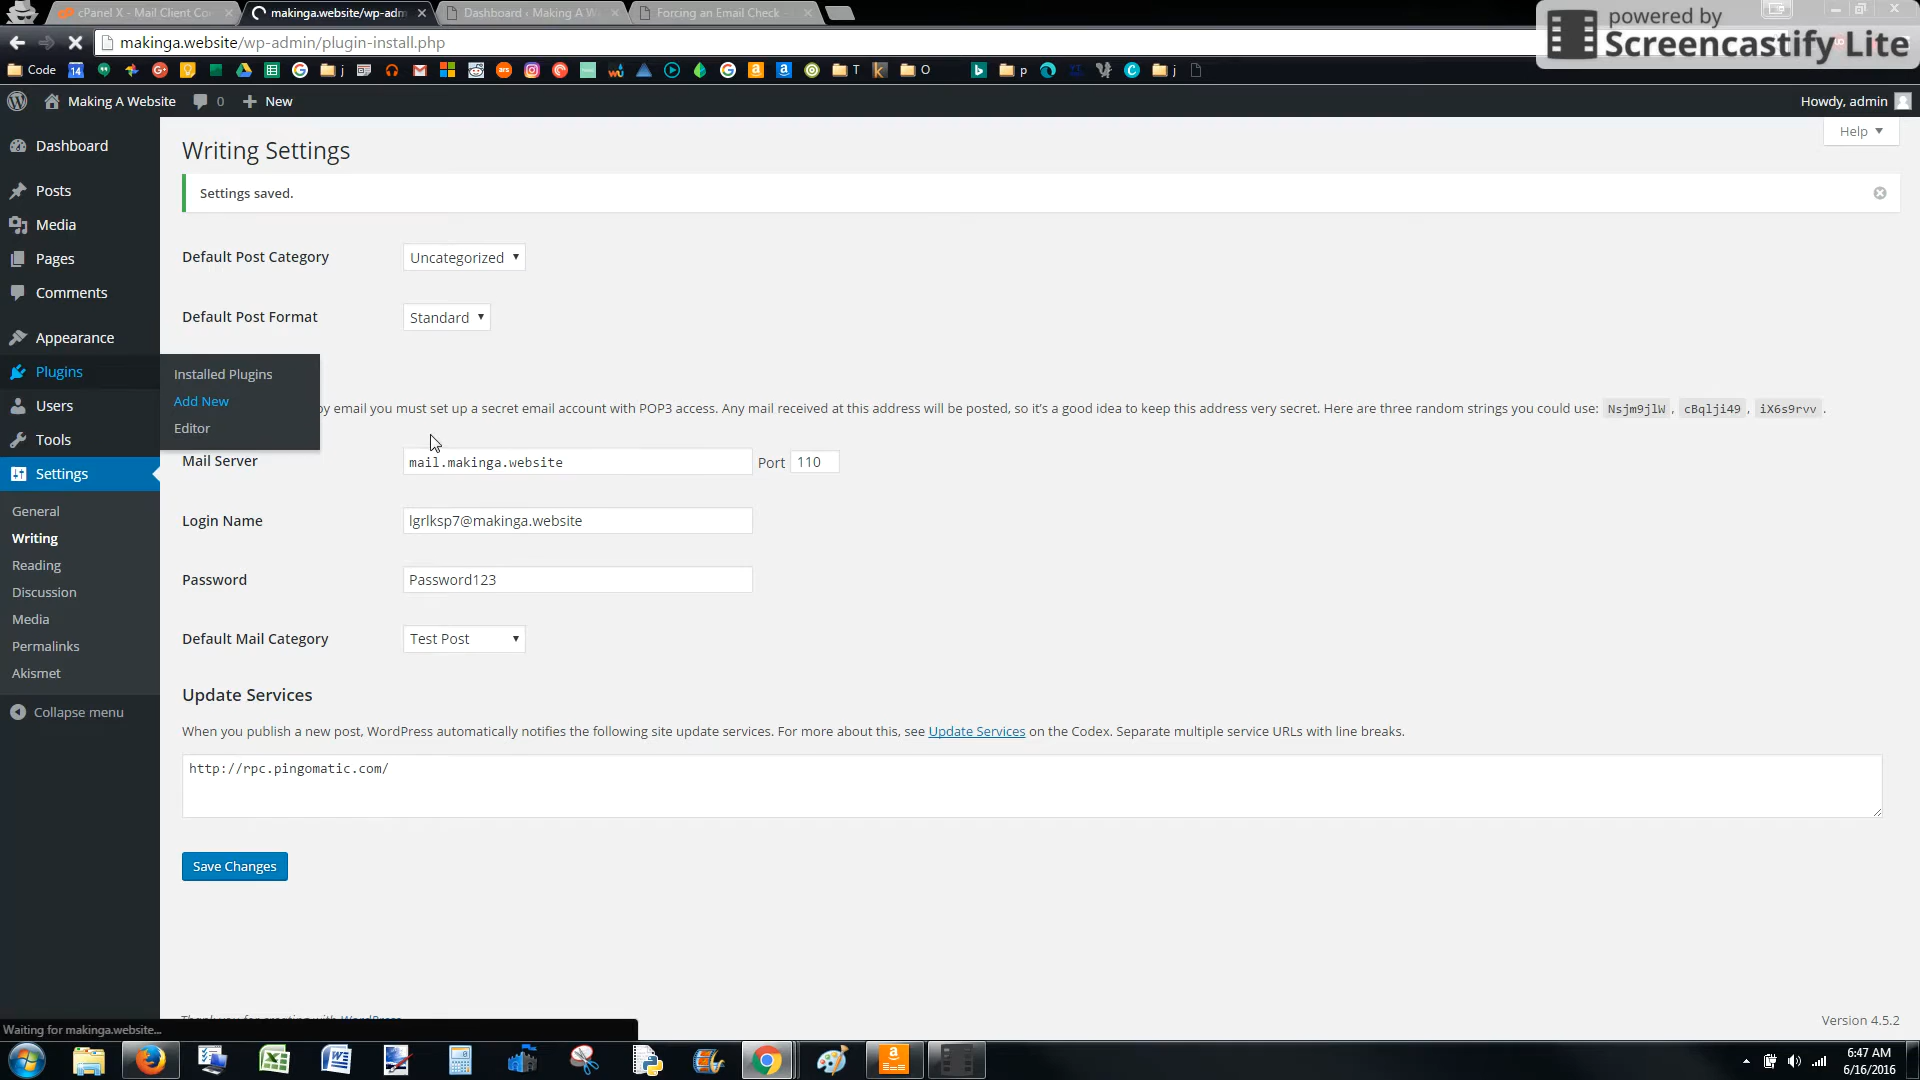 cPanel X - Mail Client Co
makinga.website/wp-adm
Dashboard ‹ Making A W
Forcing an Email Check
powered by
Screencastify Lite
makinga.website/wp-admin/plugin-install.php
Code
14
j
T
O
p
j
Making A Website
0
New
Howdy, admin
Help
Dashboard
Posts
Media
Pages
Comments
Appearance
Plugins
Users
Tools
Settings
General
Writing
Reading
Discussion
Media
Permalinks
Akismet
Collapse menu
Installed Plugins
Add New
Editor
Writing Settings
Settings saved.
Default Post Category Uncategorized
Default Post Format Standard
by email you must set up a secret email account with POP3 access. Any mail received at this address will be posted, so it's a good idea to keep this address very secret. Here are three random strings you could use: Nsjm9jlW , cBqlji49 , iX6s9rvv .
Mail Server mail.makinga.website Port 110
Login Name lgrlksp7@makinga.website
Password Password123
Default Mail Category Test Post
Update Services
When you publish a new post, WordPress automatically notifies the following site update services. For more about this, see Update Services on the Codex. Separate multiple service URLs with line breaks.
http://rpc.pingomatic.com/
Save Changes
Version 4.5.2
Waiting for makinga.website...
6:47 AM
6/16/2016